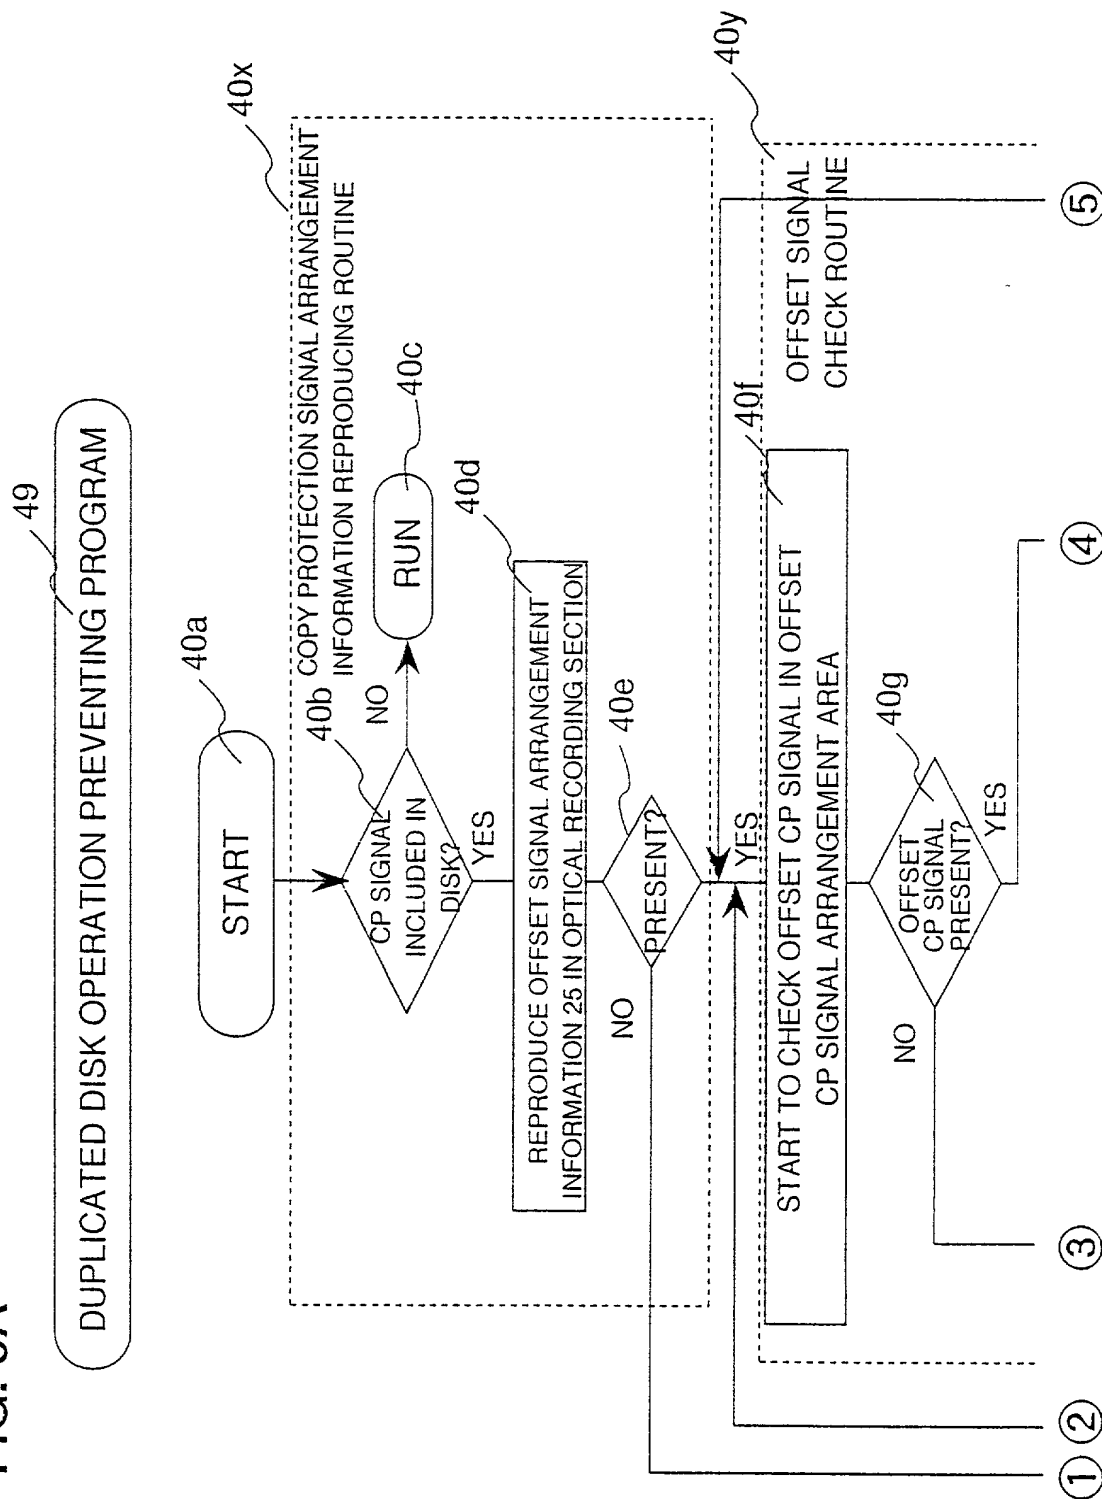 49
DUPLICATED DISK OPERATION PREVENTING PROGRAM
40a
START
40x
COPY PROTECTION SIGNAL ARRANGEMENT
INFORMATION REPRODUCING ROUTINE
40b
CP SIGNAL
INCLUDED IN
DISK?
NO
RUN
40c
YES
40d
REPRODUCE OFFSET SIGNAL ARRANGEMENT
INFORMATION 25 IN OPTICAL RECORDING SECTION
40e
PRESENT?
NO
YES
40y
OFFSET SIGNAL
CHECK ROUTINE
40f
START TO CHECK OFFSET CP SIGNAL IN OFFSET
CP SIGNAL ARRANGEMENT AREA
40g
OFFSET
CP SIGNAL
PRESENT?
NO
YES
① ② ③ ④ ⑤